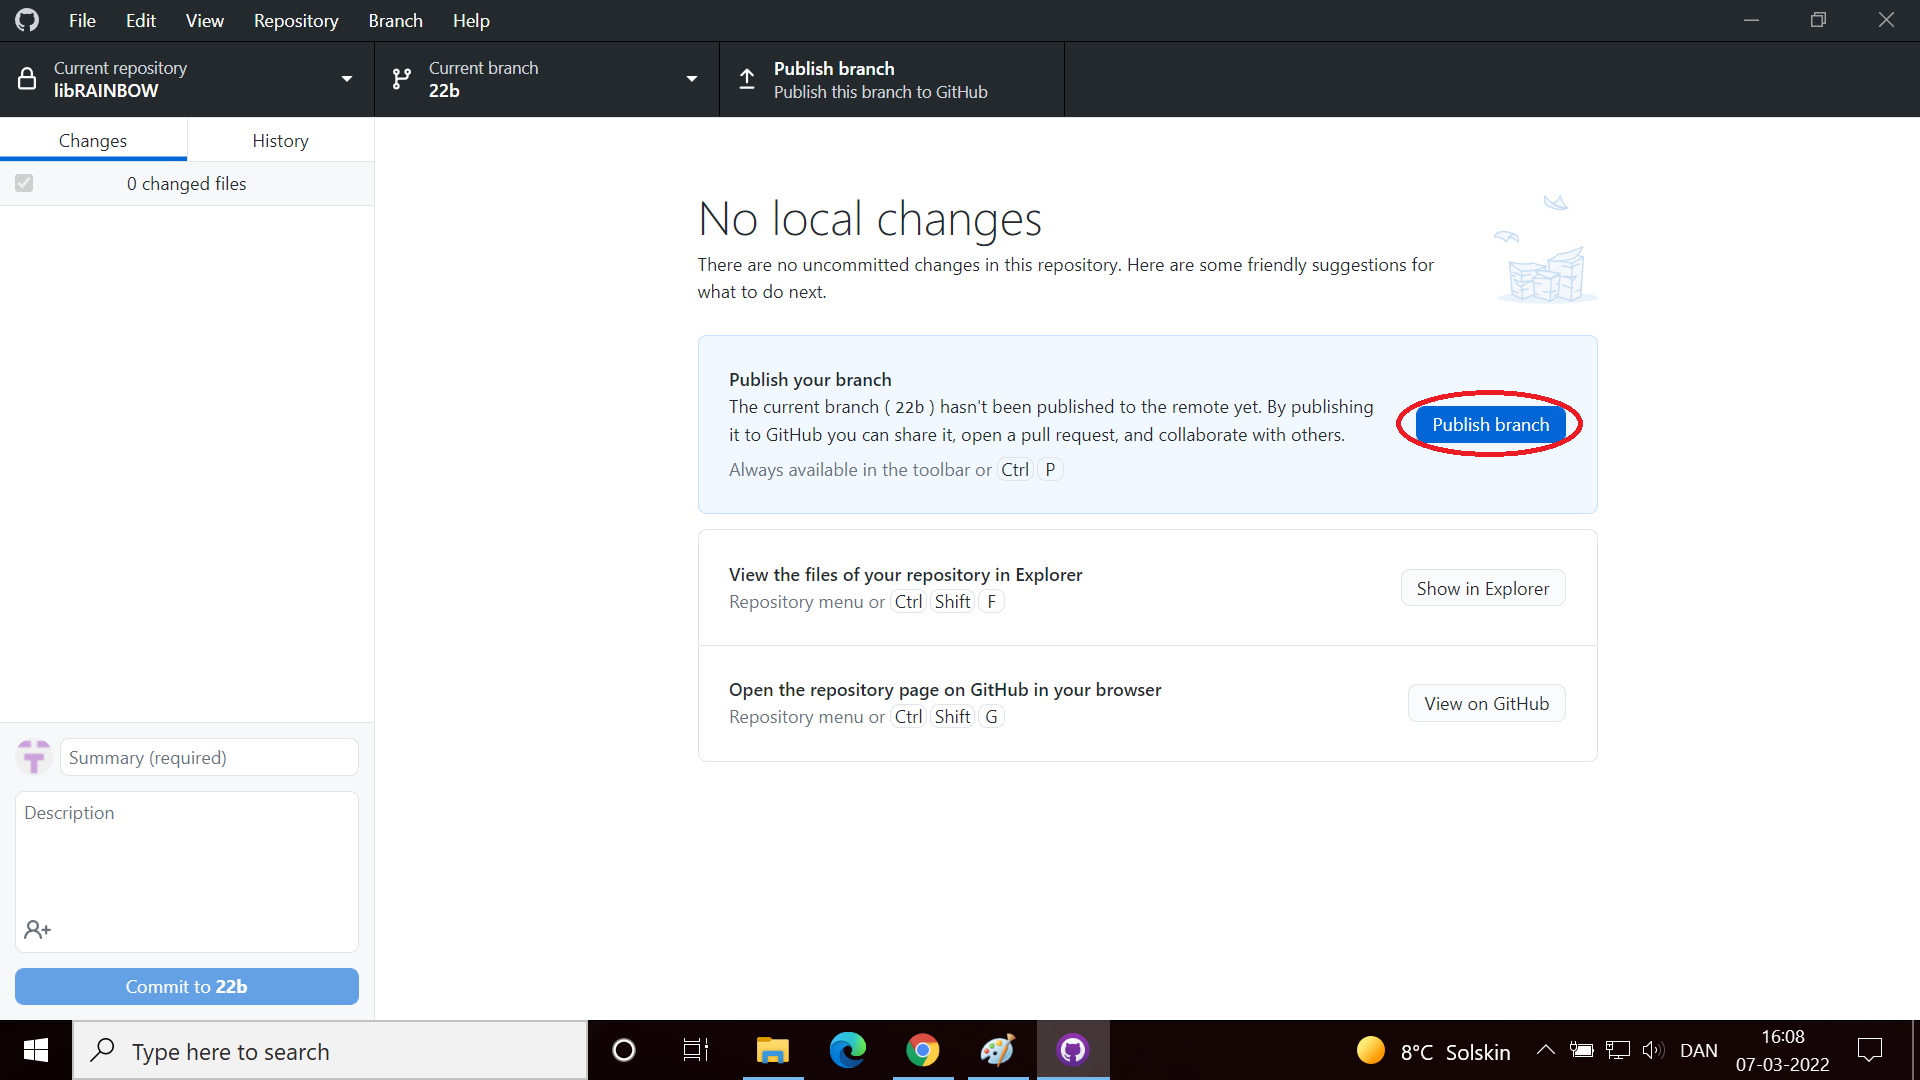 File Edit View Repository Branch Help
Current repository
libRAINBOW
Current branch
22b
Publish branch
Publish this branch to GitHub
Changes History
0 changed files
No local changes
There are no uncommitted changes in this repository. Here are some friendly suggestions for
what to do next.
Publish your branch
The current branch ( 22b ) hasn't been published to the remote yet. By publishing
it to GitHub you can share it, open a pull request, and collaborate with others.
Always available in the toolbar or Ctrl P
Publish branch
View the files of your repository in Explorer
Repository menu or Ctrl Shift F
Show in Explorer
Open the repository page on GitHub in your browser
Repository menu or Ctrl Shift G
View on GitHub
Summary (required)
Description
Commit to 22b
Type here to search
8°C Solskin
DAN
16:08
07-03-2022